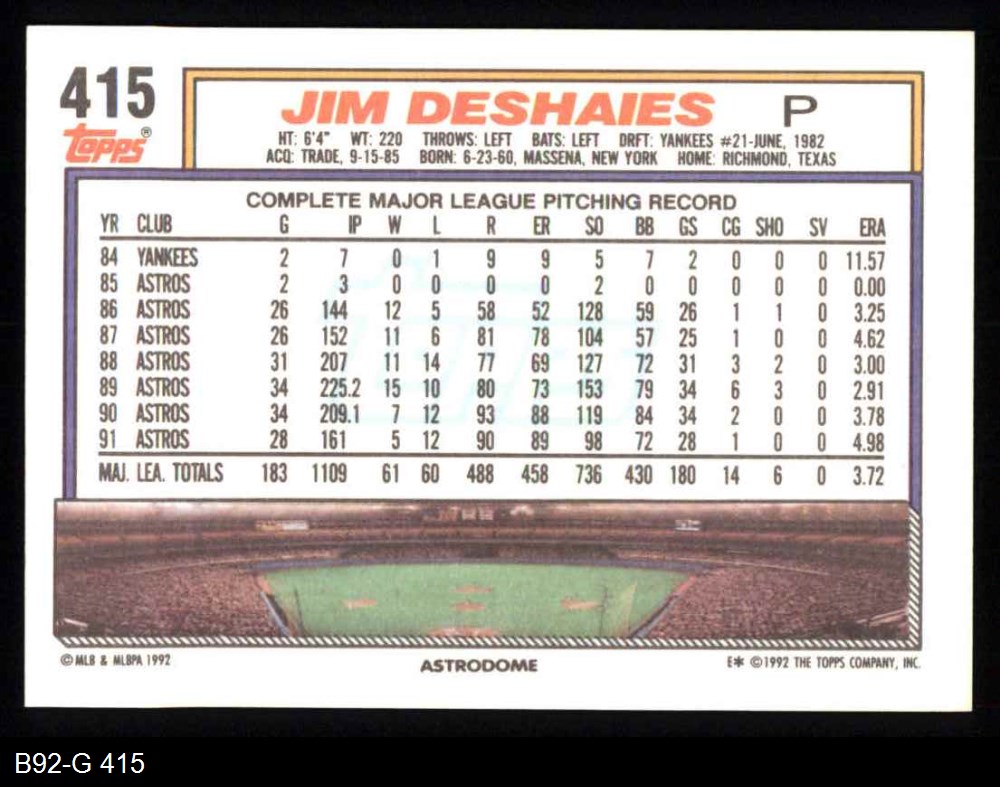 415
TOPPS®
JIM DESHAIES P
HT: 6'4" WT: 220 THROWS: LEFT BATS: LEFT DRFT: YANKEES #21-JUNE, 1982
ACQ: TRADE, 9-15-85 BORN: 6-23-60, MASSENA, NEW YORK HOME: RICHMOND, TEXAS
COMPLETE MAJOR LEAGUE PITCHING RECORD
YR CLUB G IP W L R ER SO BB GS CG SHO SV ERA
84 YANKEES 2 7 0 1 9 9 5 7 2 0 0 0 11.57
85 ASTROS 2 3 0 0 0 0 2 0 0 0 0 0 0.00
86 ASTROS 26 144 12 5 58 52 128 59 26 1 1 0 3.25
87 ASTROS 26 152 11 6 81 78 104 57 25 1 0 0 4.62
88 ASTROS 31 207 11 14 77 69 127 72 31 3 2 0 3.00
89 ASTROS 34 225.2 15 10 80 73 153 79 34 6 3 0 2.91
90 ASTROS 34 209.1 7 12 93 88 119 84 34 2 0 0 3.78
91 ASTROS 28 161 5 12 90 89 98 72 28 1 0 0 4.98
MAJ. LEA. TOTALS 183 1109 61 60 488 458 736 430 180 14 6 0 3.72
© MLB & MLBPA 1992
ASTRODOME
E* © 1992 THE TOPPS COMPANY, INC.
B92-G 415